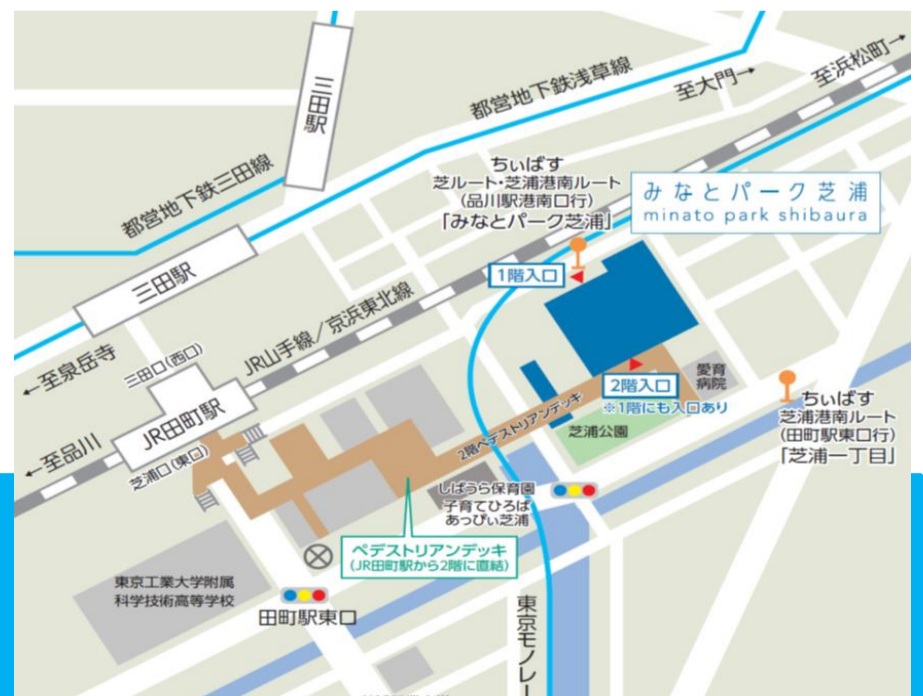 三田駅
都営地下鉄浅草線
至大門→
至浜松町→
都営地下鉄三田線
ちぃばす
芝ルート・芝浦港南ルート
(品川駅港南口行)
「みなとパーク芝浦」
みなとパーク芝浦
minato park shibaura
三田駅
1階入口
JR山手線/京浜東北線
←至泉岳寺
三田口(西口)
JR田町駅
←至品川
芝浦口(東口)
2階入口
※1階にも入口あり
愛育
病院
2階ペデストリアンデッキ
芝浦公園
ちぃばす
芝浦港南ルート
(田町駅東口行)
「芝浦一丁目」
しばうら保育園
子育てひろば
あっぴぃ芝浦
ペデストリアンデッキ
(JR田町駅から2階に直結)
東京工業大学附属
科学技術高等学校
田町駅東口
東京モノレー